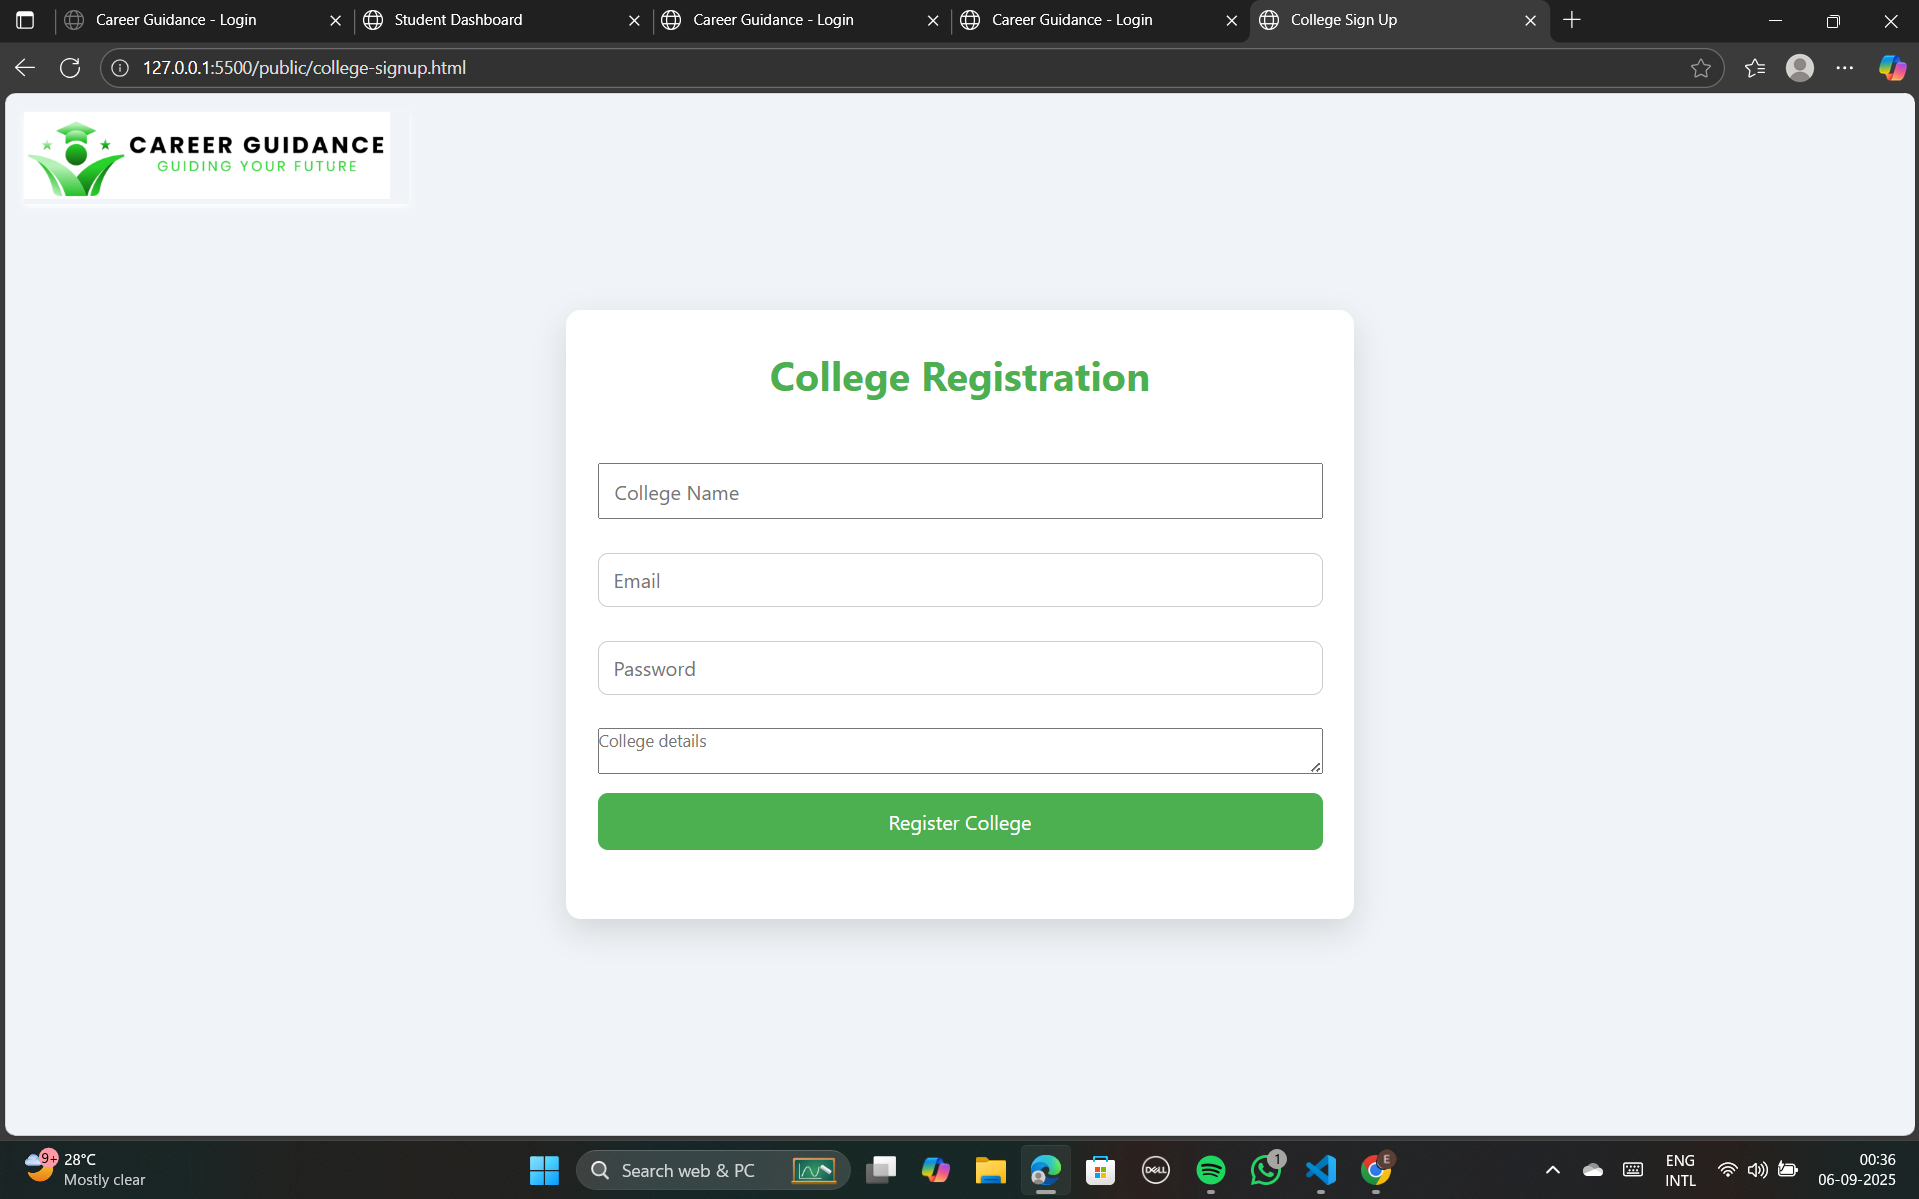 Career Guidance - Login
Student Dashboard
Career Guidance - Login
Career Guidance - Login
College Sign Up
127.0.0.1:5500/public/college-signup.html
CAREER GUIDANCE
GUIDING YOUR FUTURE
College Registration
College Name
Email
Password
College details
Register College
9+
28°C
Mostly clear
Search web & PC
DELL
1
E
ENG
INTL
00:36
06-09-2025